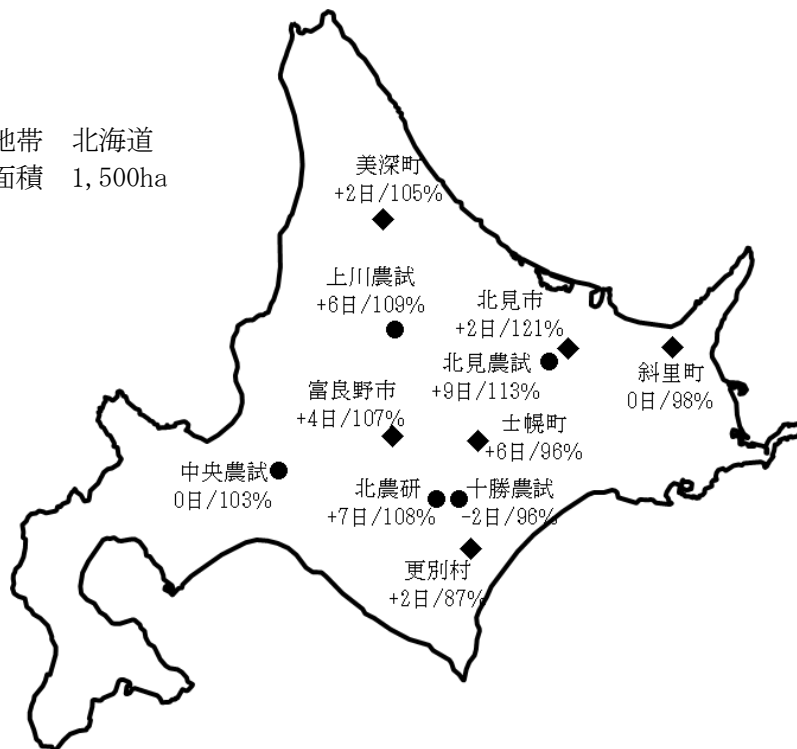 地帯　北海道
面積　1,500ha
美深町
+2日/105%
上川農試
+6日/109%
北見市
+2日/121%
北見農試
+9日/113%
斜里町
0日/98%
富良野市
+4日/107%
士幌町
+6日/96%
中央農試
0日/103%
北農研
+7日/108%
十勝農試
-2日/96%
更別村
+2日/87%